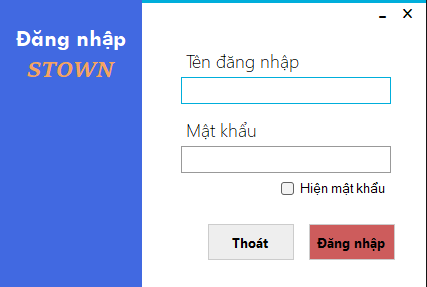 Đăng nhập
STOWN
Tên đăng nhập
Mật khẩu
Hiện mật khẩu
Thoát
Đăng nhập